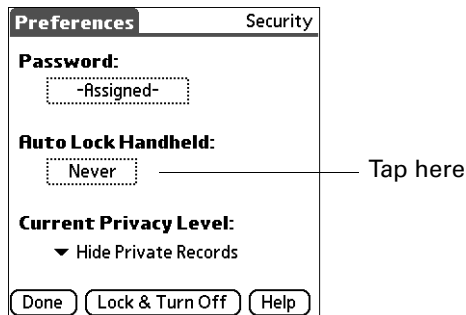 Preferences Security
Password:
-Assigned-
Auto Lock Handheld:
Never Tap here
Current Privacy Level:
Hide Private Records
Done Lock & Turn Off Help